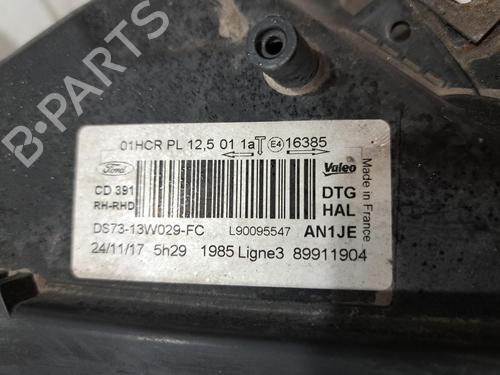 01HCR PL 12,5 01 1a E4 16385
Ford
Valeo
CD 391
RH-RHD
DTG
HAL
Made in France
DS73-13W029-FC L90095547 AN1JE
24/11/17 5h29 1985 Ligne3 89911904